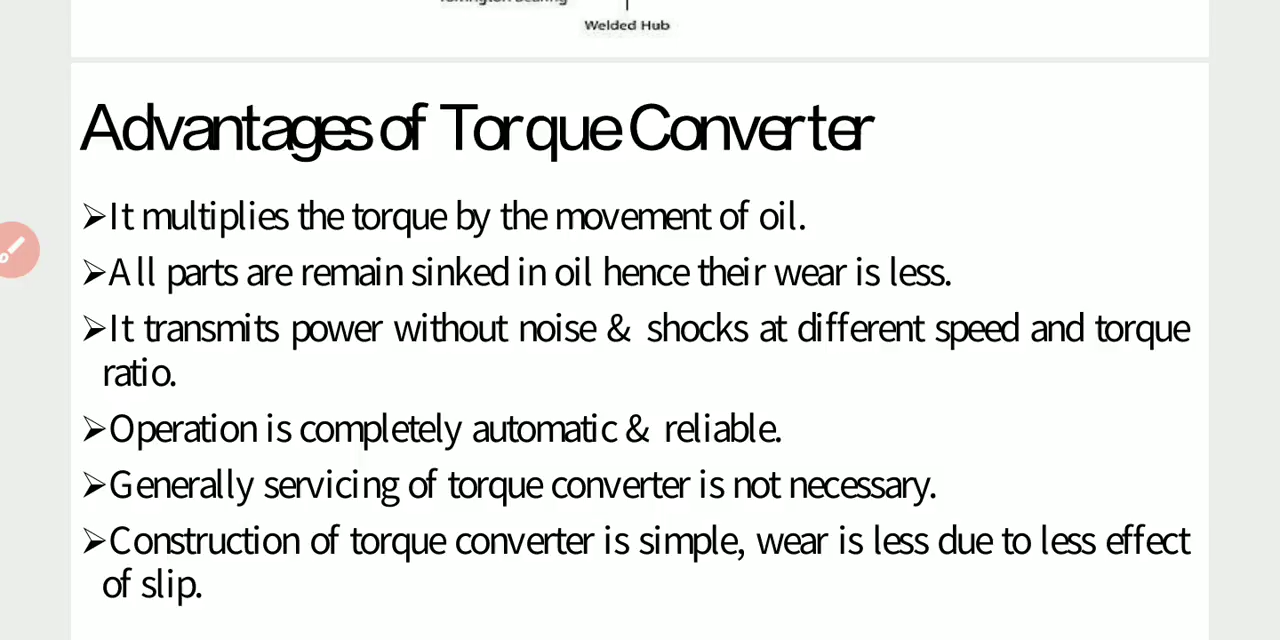 Welded Hub
Advantages of Torque Converter
➢It multiplies the torque by the movement of oil.
➢All parts are remain sinked in oil hence their wear is less.
➢It transmits power without noise & shocks at different speed and torque
ratio.
➢Operation is completely automatic & reliable.
➢Generally servicing of torque converter is not necessary.
➢Construction of torque converter is simple, wear is less due to less effect
of slip.